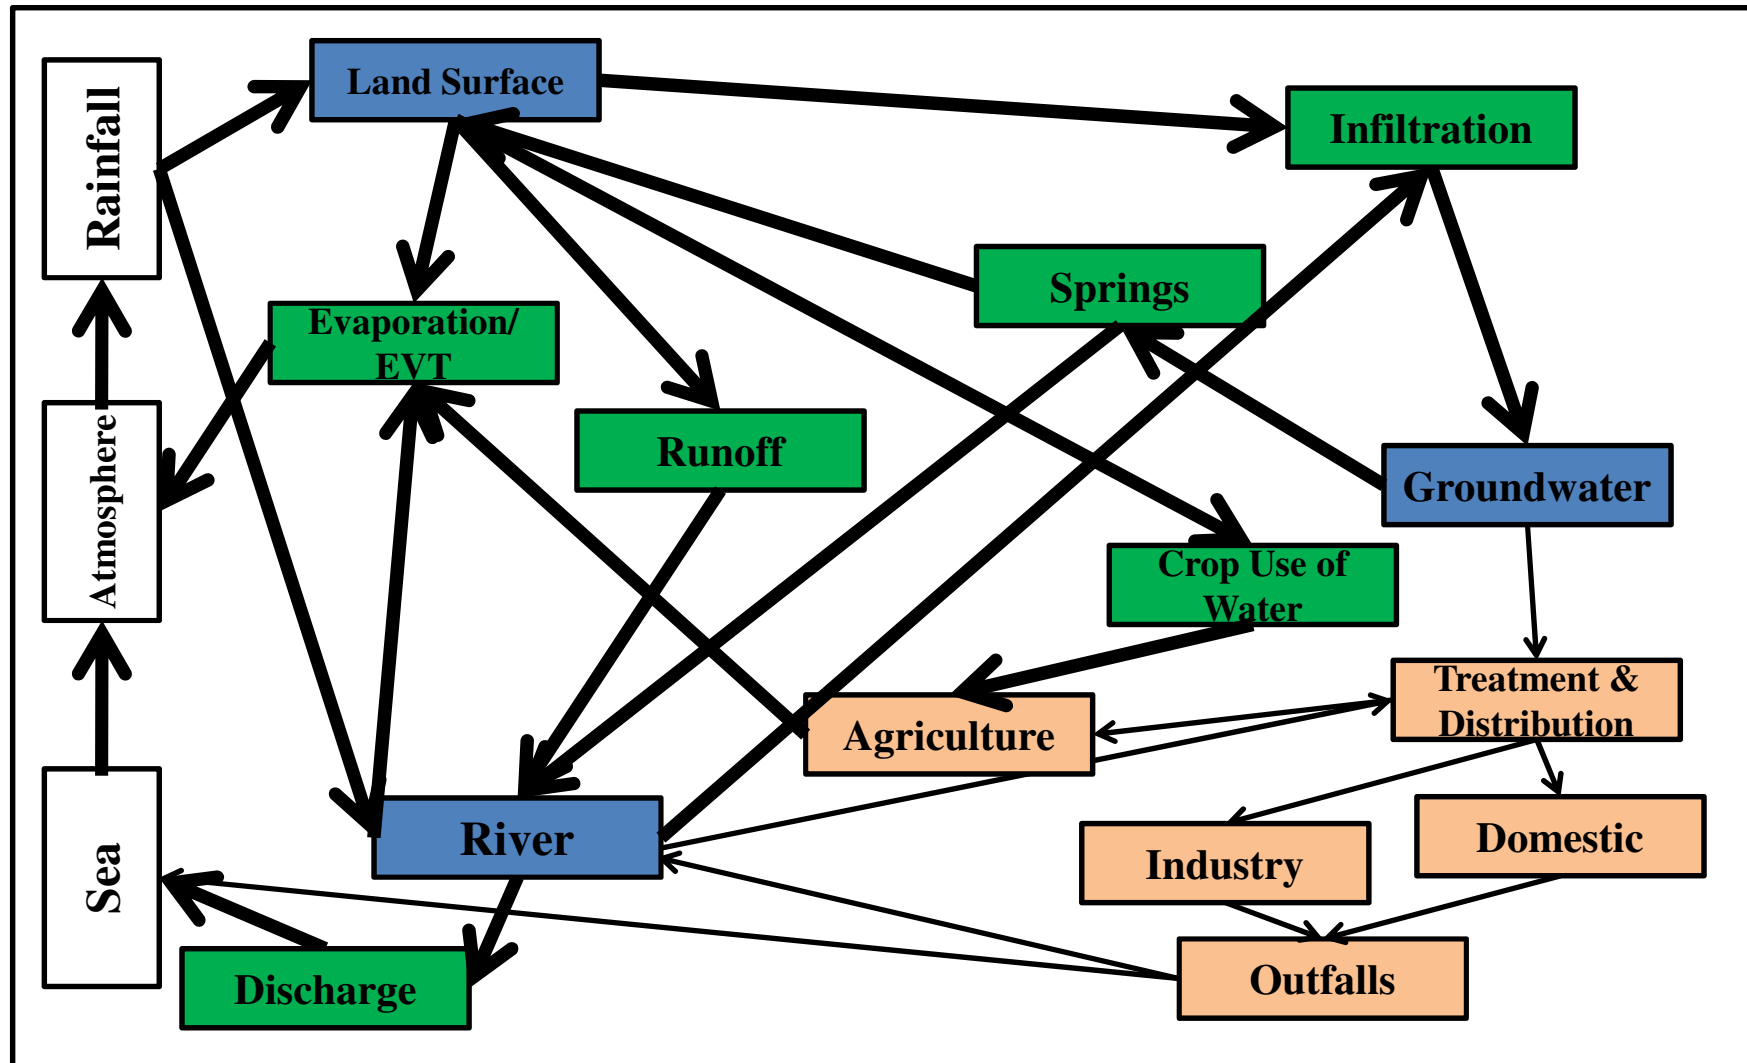 Rainfall
Land Surface
Infiltration
Springs
Evaporation/
EVT
Runoff
Atmosphere
Groundwater
Crop Use of
Water
Treatment &
Distribution
Agriculture
Sea
River
Industry
Domestic
Discharge
Outfalls